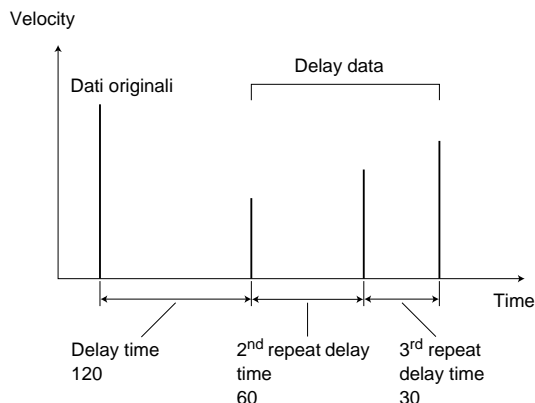 Velocity
Delay data
Dati originali
Time
Delay time
120
2nd repeat delay
time
60
3rd repeat
delay time
30